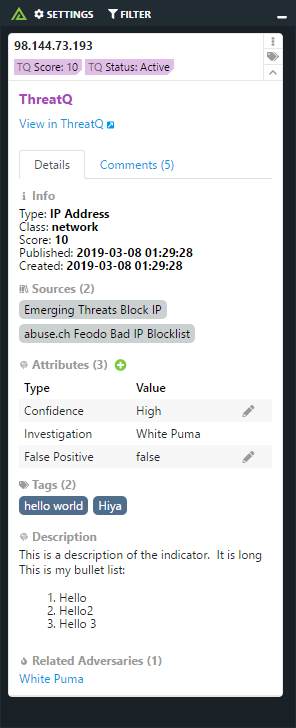 SETTINGS FILTER
98.144.73.193
TQ Score: 10 TQ Status: Active
ThreatQ
View in ThreatQ
Details Comments (5)
Info
Type: IP Address
Class: network
Score: 10
Published: 2019-03-08 01:29:28
Created: 2019-03-08 01:29:28
Sources (2)
Emerging Threats Block IP
abuse.ch Feodo Bad IP Blocklist
Attributes (3)
Type Value
Confidence High
Investigation White Puma
False Positive false
Tags (2)
hello world Hiya
Description
This is a description of the indicator. It is long
This is my bullet list:
1. Hello
2. Hello2
3. Hello 3
Related Adversaries (1)
White Puma